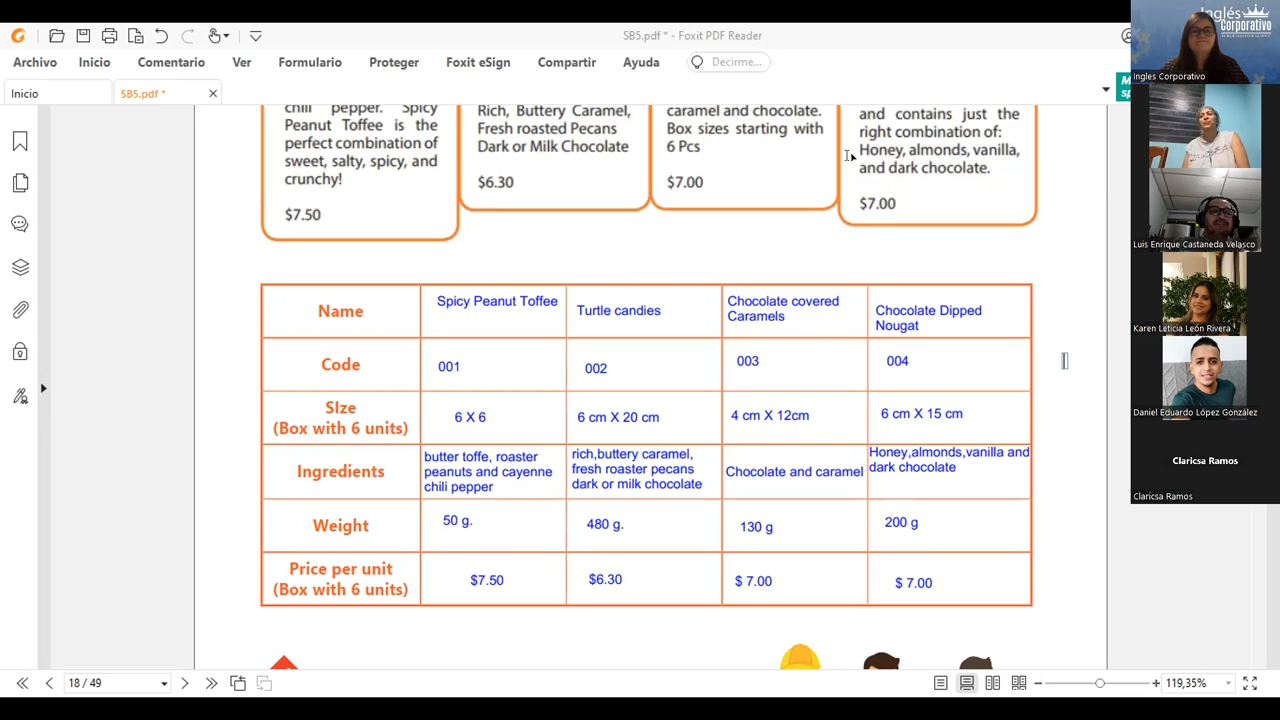 SB5.pdf * - Foxit PDF Reader
Archivo Inicio Comentario Ver Formulario Proteger Foxit eSign Compartir Ayuda Decirme...
Inicio
SB5.pdf *
chili pepper. Spicy
Peanut Toffee is the
perfect combination of
sweet, salty, spicy, and
crunchy!
$7.50
Rich, Buttery Caramel,
Fresh roasted Pecans
Dark or Milk Chocolate
$6.30
caramel and chocolate.
Box sizes starting with
6 Pcs
$7.00
and contains just the
right combination of:
Honey, almonds, vanilla,
and dark chocolate.
$7.00
Name
Spicy Peanut Toffee
Turtle candies
Chocolate covered
Caramels
Chocolate Dipped
Nougat
Code
001
002
003
004
SIze
(Box with 6 units)
6 X 6
6 cm X 20 cm
4 cm X 12cm
6 cm X 15 cm
Ingredients
butter toffe, roaster
peanuts and cayenne
chili pepper
rich,buttery caramel,
fresh roaster pecans
dark or milk chocolate
Chocolate and caramel
Honey,almonds,vanilla and
dark chocolate
Weight
50 g.
480 g.
130 g
200 g
Price per unit
(Box with 6 units)
$7.50
$6.30
$ 7.00
$ 7.00
18 / 49
119,35%
Inglés
Corporativo
Ingles Corporativo
Luis Enrique Castaneda Velasco
Karen Leticia León Rivera
Daniel Eduardo López González
Claricsa Ramos
Claricsa Ramos